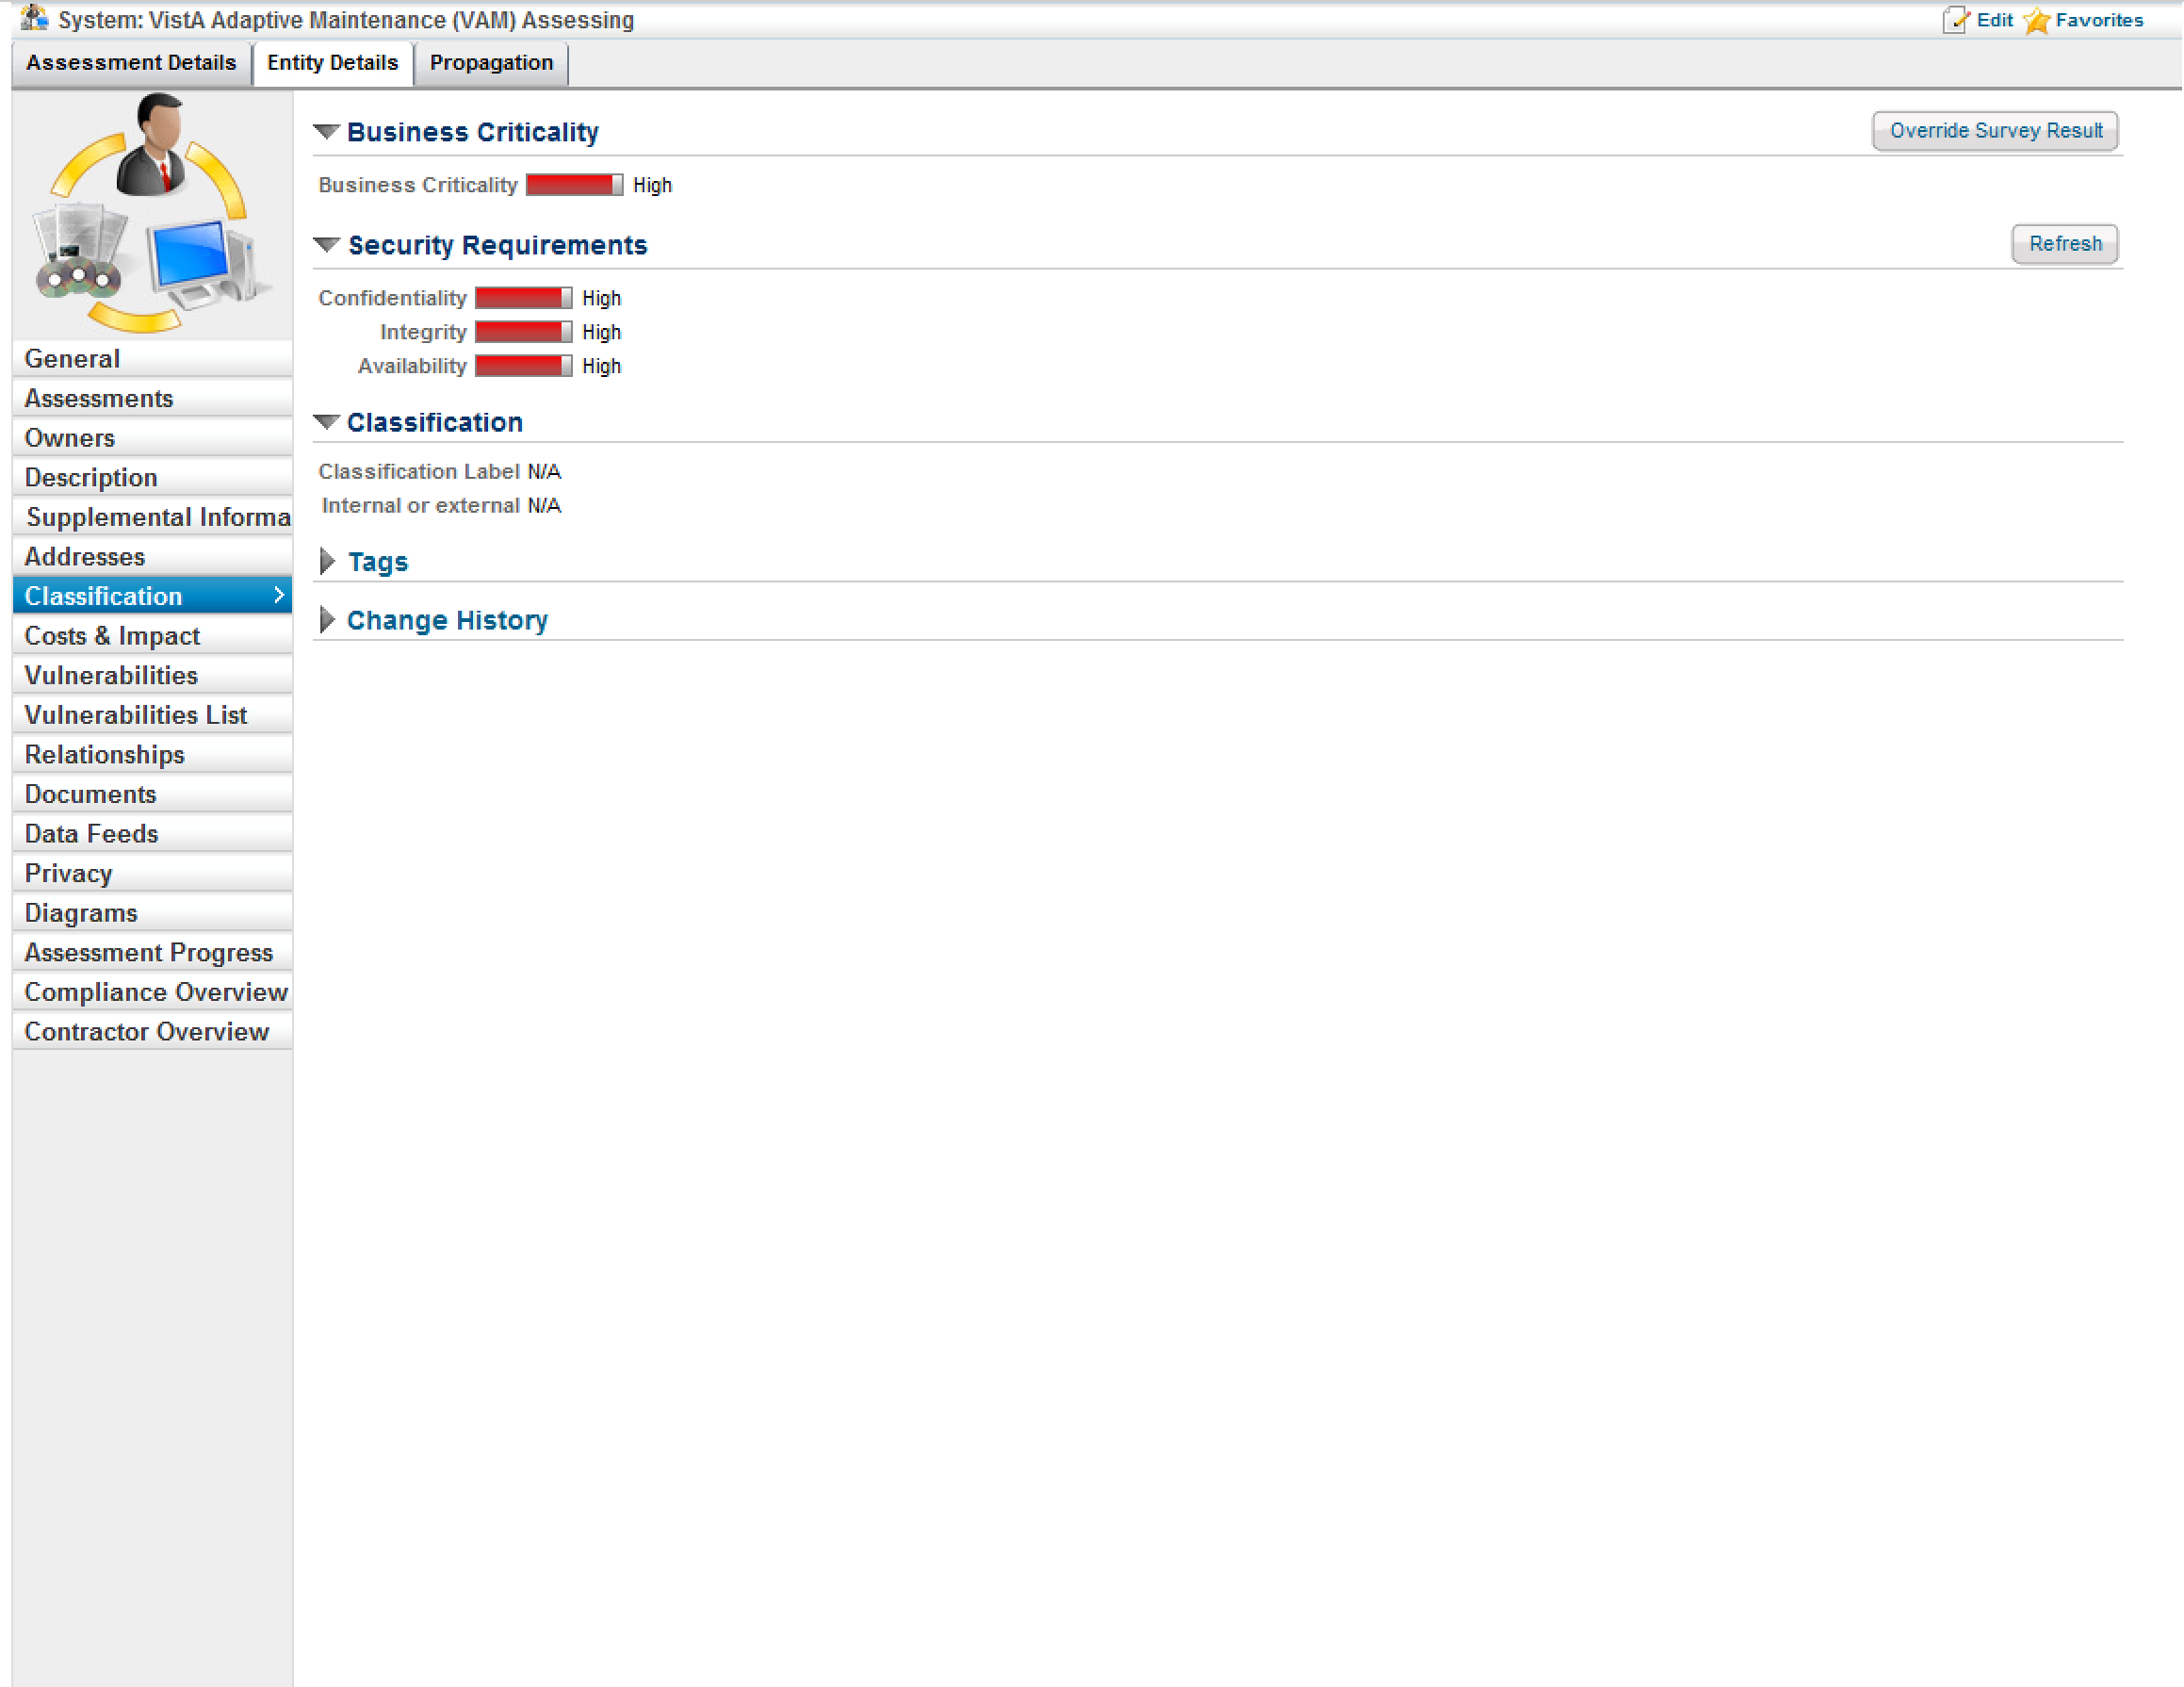 System: VistA Adaptive Maintenance (VAM) Assessing
Edit Favorites
Assessment Details Entity Details Propagation
Business Criticality
Override Survey Result
Business Criticality High
Security Requirements
Refresh
Confidentiality High
Integrity High
Availability High
Classification
Classification Label N/A
Internal or external N/A
Tags
Change History
General
Assessments
Owners
Description
Supplemental Informa
Addresses
Classification
Costs & Impact
Vulnerabilities
Vulnerabilities List
Relationships
Documents
Data Feeds
Privacy
Diagrams
Assessment Progress
Compliance Overview
Contractor Overview